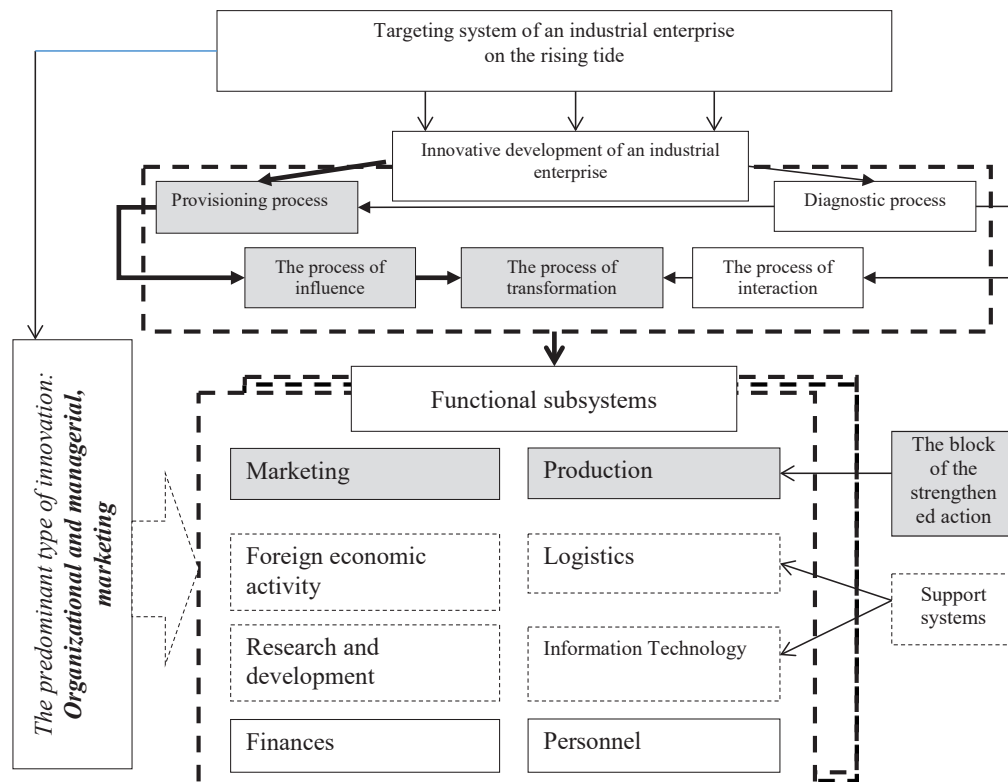 Targeting system of an industrial enterprise
on the rising tide
Innovative development of an industrial
enterprise
Provisioning process
Diagnostic process
The process of
influence
The process of
transformation
The process of
interaction
The predominant type of innovation:
Organizational and managerial,
marketing
Functional subsystems
Marketing
Production
The block
of the
strengthen
ed action
Foreign economic
activity
Logistics
Support
systems
Research and
development
Information Technology
Finances
Personnel